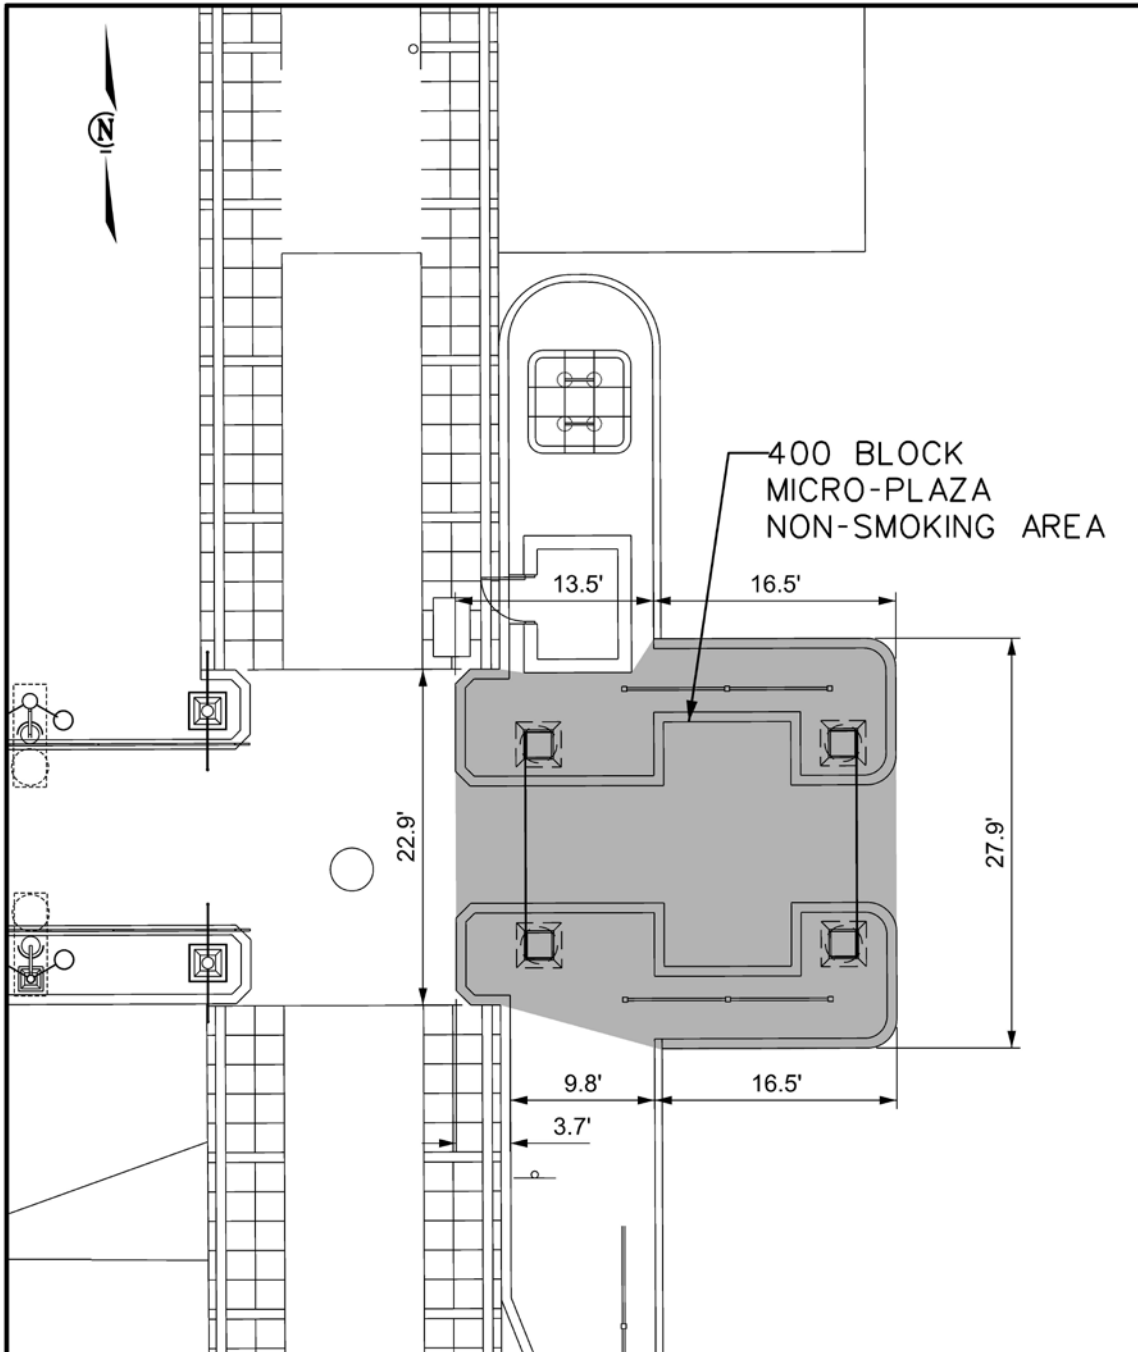 N
400 BLOCK
MICRO-PLAZA
NON-SMOKING AREA
13.5'
16.5'
22.9'
27.9'
9.8'
16.5'
3.7'